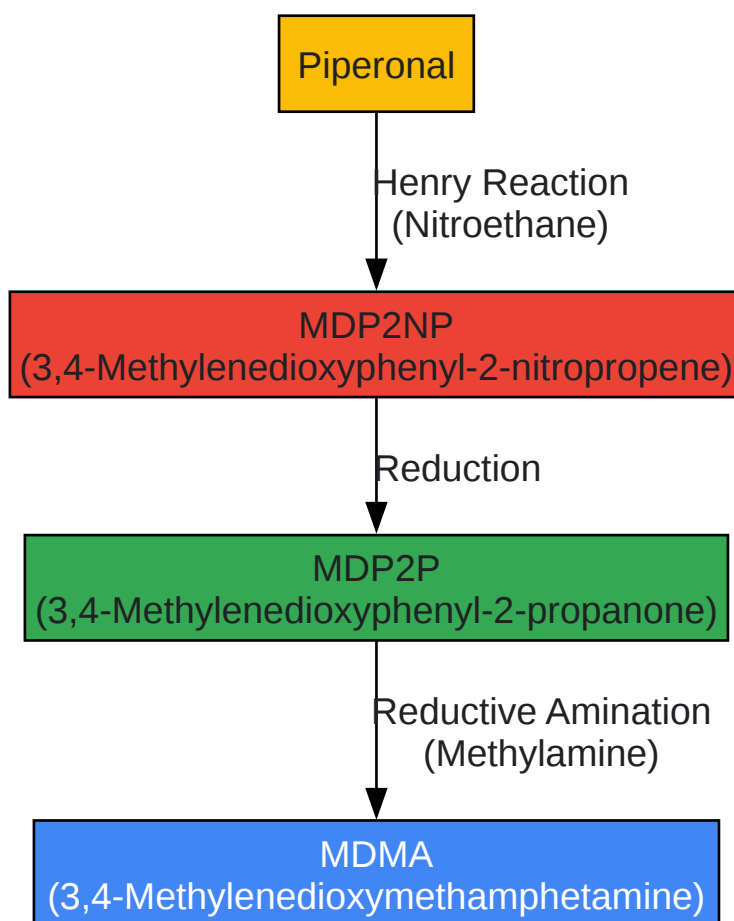 Piperonal
Henry Reaction
(Nitroethane)
MDP2NP
(3,4-Methylenedioxyphenyl-2-nitropropene)
Reduction
MDP2P
(3,4-Methylenedioxyphenyl-2-propanone)
Reductive Amination
(Methylamine)
MDMA
(3,4-Methylenedioxymethamphetamine)